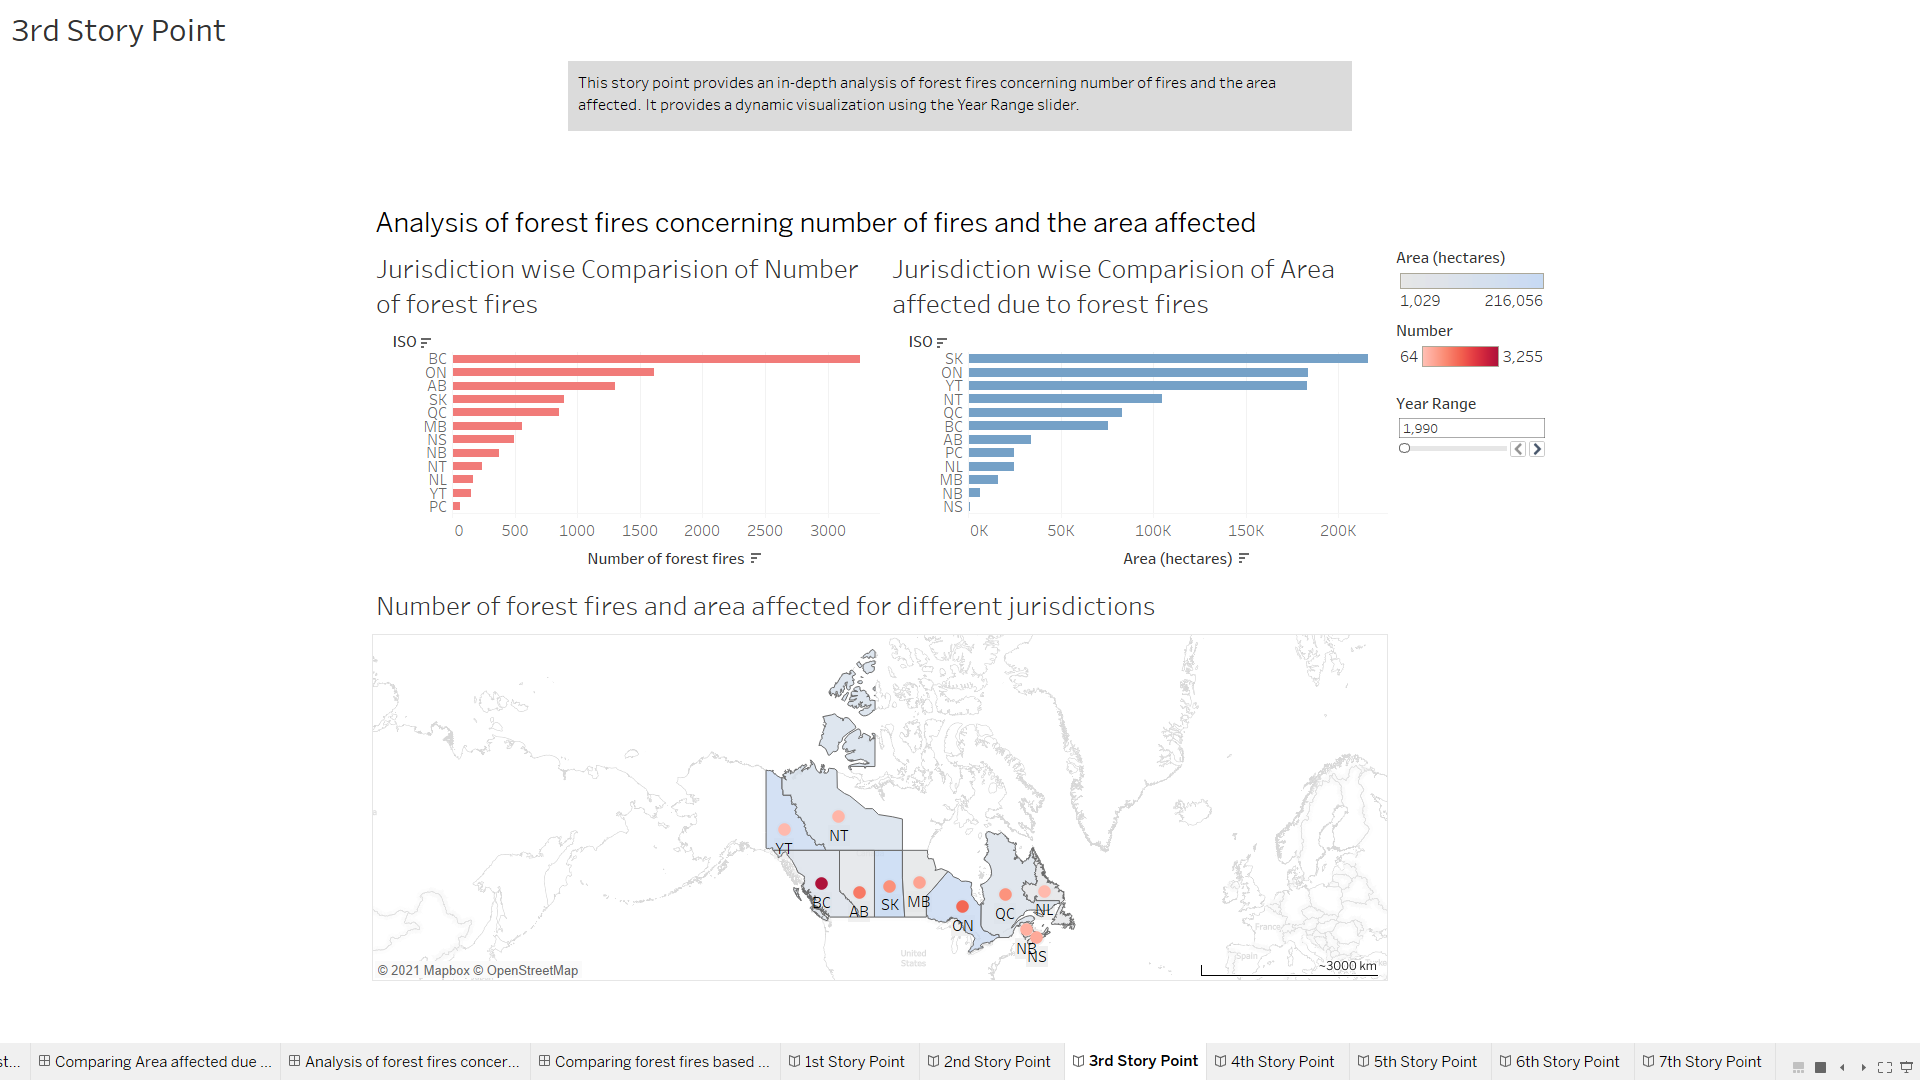 3rd Story Point
This story point provides an in-depth analysis of forest fires concerning number of fires and the area
affected. It provides a dynamic visualization using the Year Range slider.
Analysis of forest fires concerning number of fires and the area affected
Jurisdiction wise Comparision of Number
of forest fires
ISO
BC
ON
AB
SK
QC
MB
NS
NB
NT
NL
YT
PC
0 500 1000 1500 2000 2500 3000
Number of forest fires
Jurisdiction wise Comparision of Area
affected due to forest fires
ISO
SK
ON
YT
NT
QC
BC
AB
PC
NL
MB
NB
NS
0K 50K 100K 150K 200K
Area (hectares)
Area (hectares)
1,029 216,056
Number
64 3,255
Year Range
1,990
Number of forest fires and area affected for different jurisdictions
NT
YT
BC
AB
SK
MB
ON
QC
NL
NB
NS
United
States
France
Spain
© 2021 Mapbox © OpenStreetMap
~3000 km
st... Comparing Area affected due ... Analysis of forest fires concer... Comparing forest fires based ... 1st Story Point 2nd Story Point 3rd Story Point 4th Story Point 5th Story Point 6th Story Point 7th Story Point